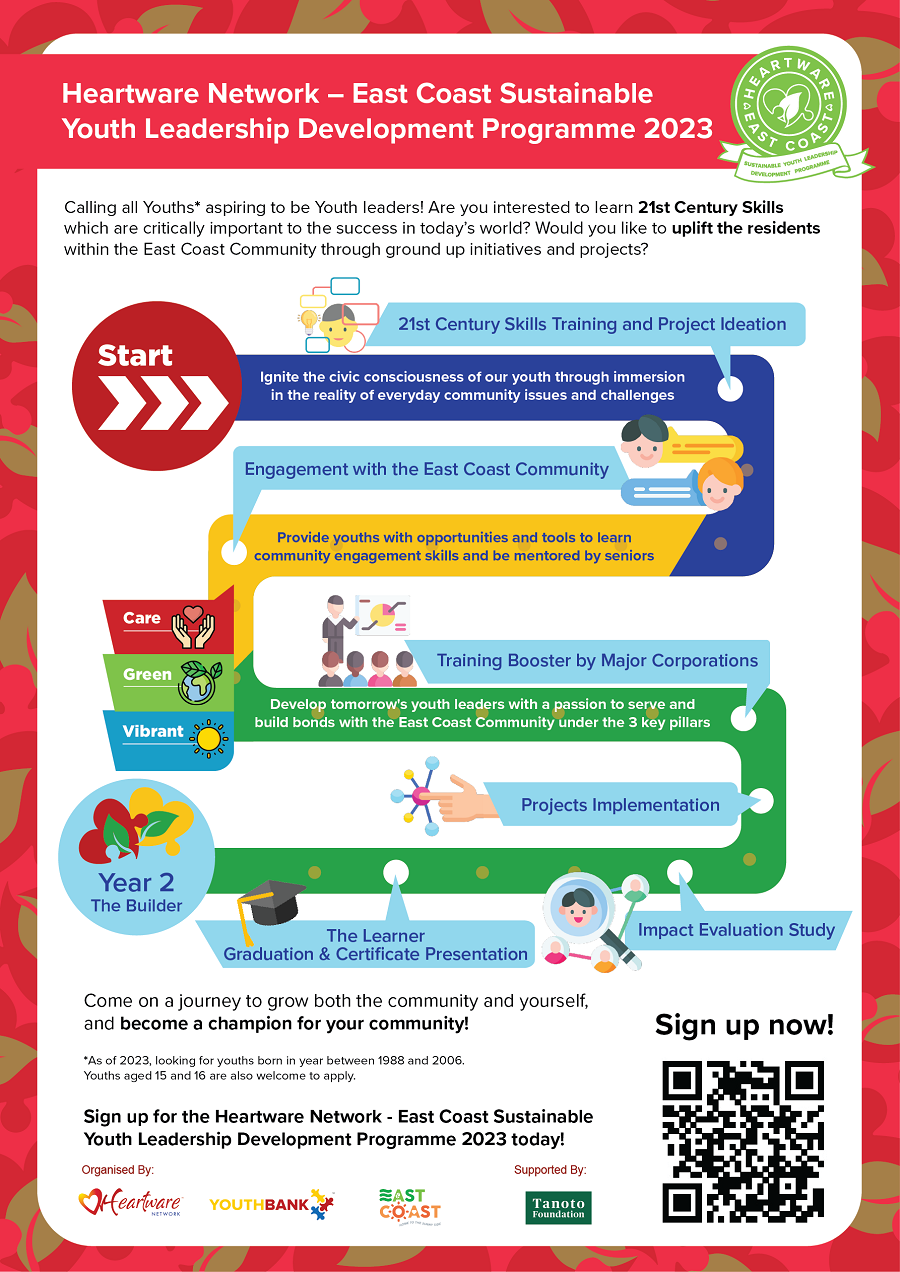 Heartware Network – East Coast Sustainable
Youth Leadership Development Programme 2023
HEARTWARE
EAST COAST
SUSTAINABLE YOUTH LEADERSHIP
DEVELOPMENT PROGRAMME
Calling all Youths* aspiring to be Youth leaders! Are you interested to learn 21st Century Skills
which are critically important to the success in today's world? Would you like to uplift the residents
within the East Coast Community through ground up initiatives and projects?
Start
21st Century Skills Training and Project Ideation
Ignite the civic consciousness of our youth through immersion
in the reality of everyday community issues and challenges
Engagement with the East Coast Community
Provide youths with opportunities and tools to learn
community engagement skills and be mentored by seniors
Care
Green
Vibrant
Training Booster by Major Corporations
Develop tomorrow's youth leaders with a passion to serve and
build bonds with the East Coast Community under the 3 key pillars
Projects Implementation
Year 2
The Builder
The Learner
Graduation & Certificate Presentation
Impact Evaluation Study
Come on a journey to grow both the community and yourself,
and become a champion for your community!
Sign up now!
*As of 2023, looking for youths born in year between 1988 and 2006.
Youths aged 15 and 16 are also welcome to apply.
Sign up for the Heartware Network - East Coast Sustainable
Youth Leadership Development Programme 2023 today!
Organised By:
Supported By:
Heartware
NETWORK
YOUTHBANK
EAST
COAST
Tanoto
Foundation